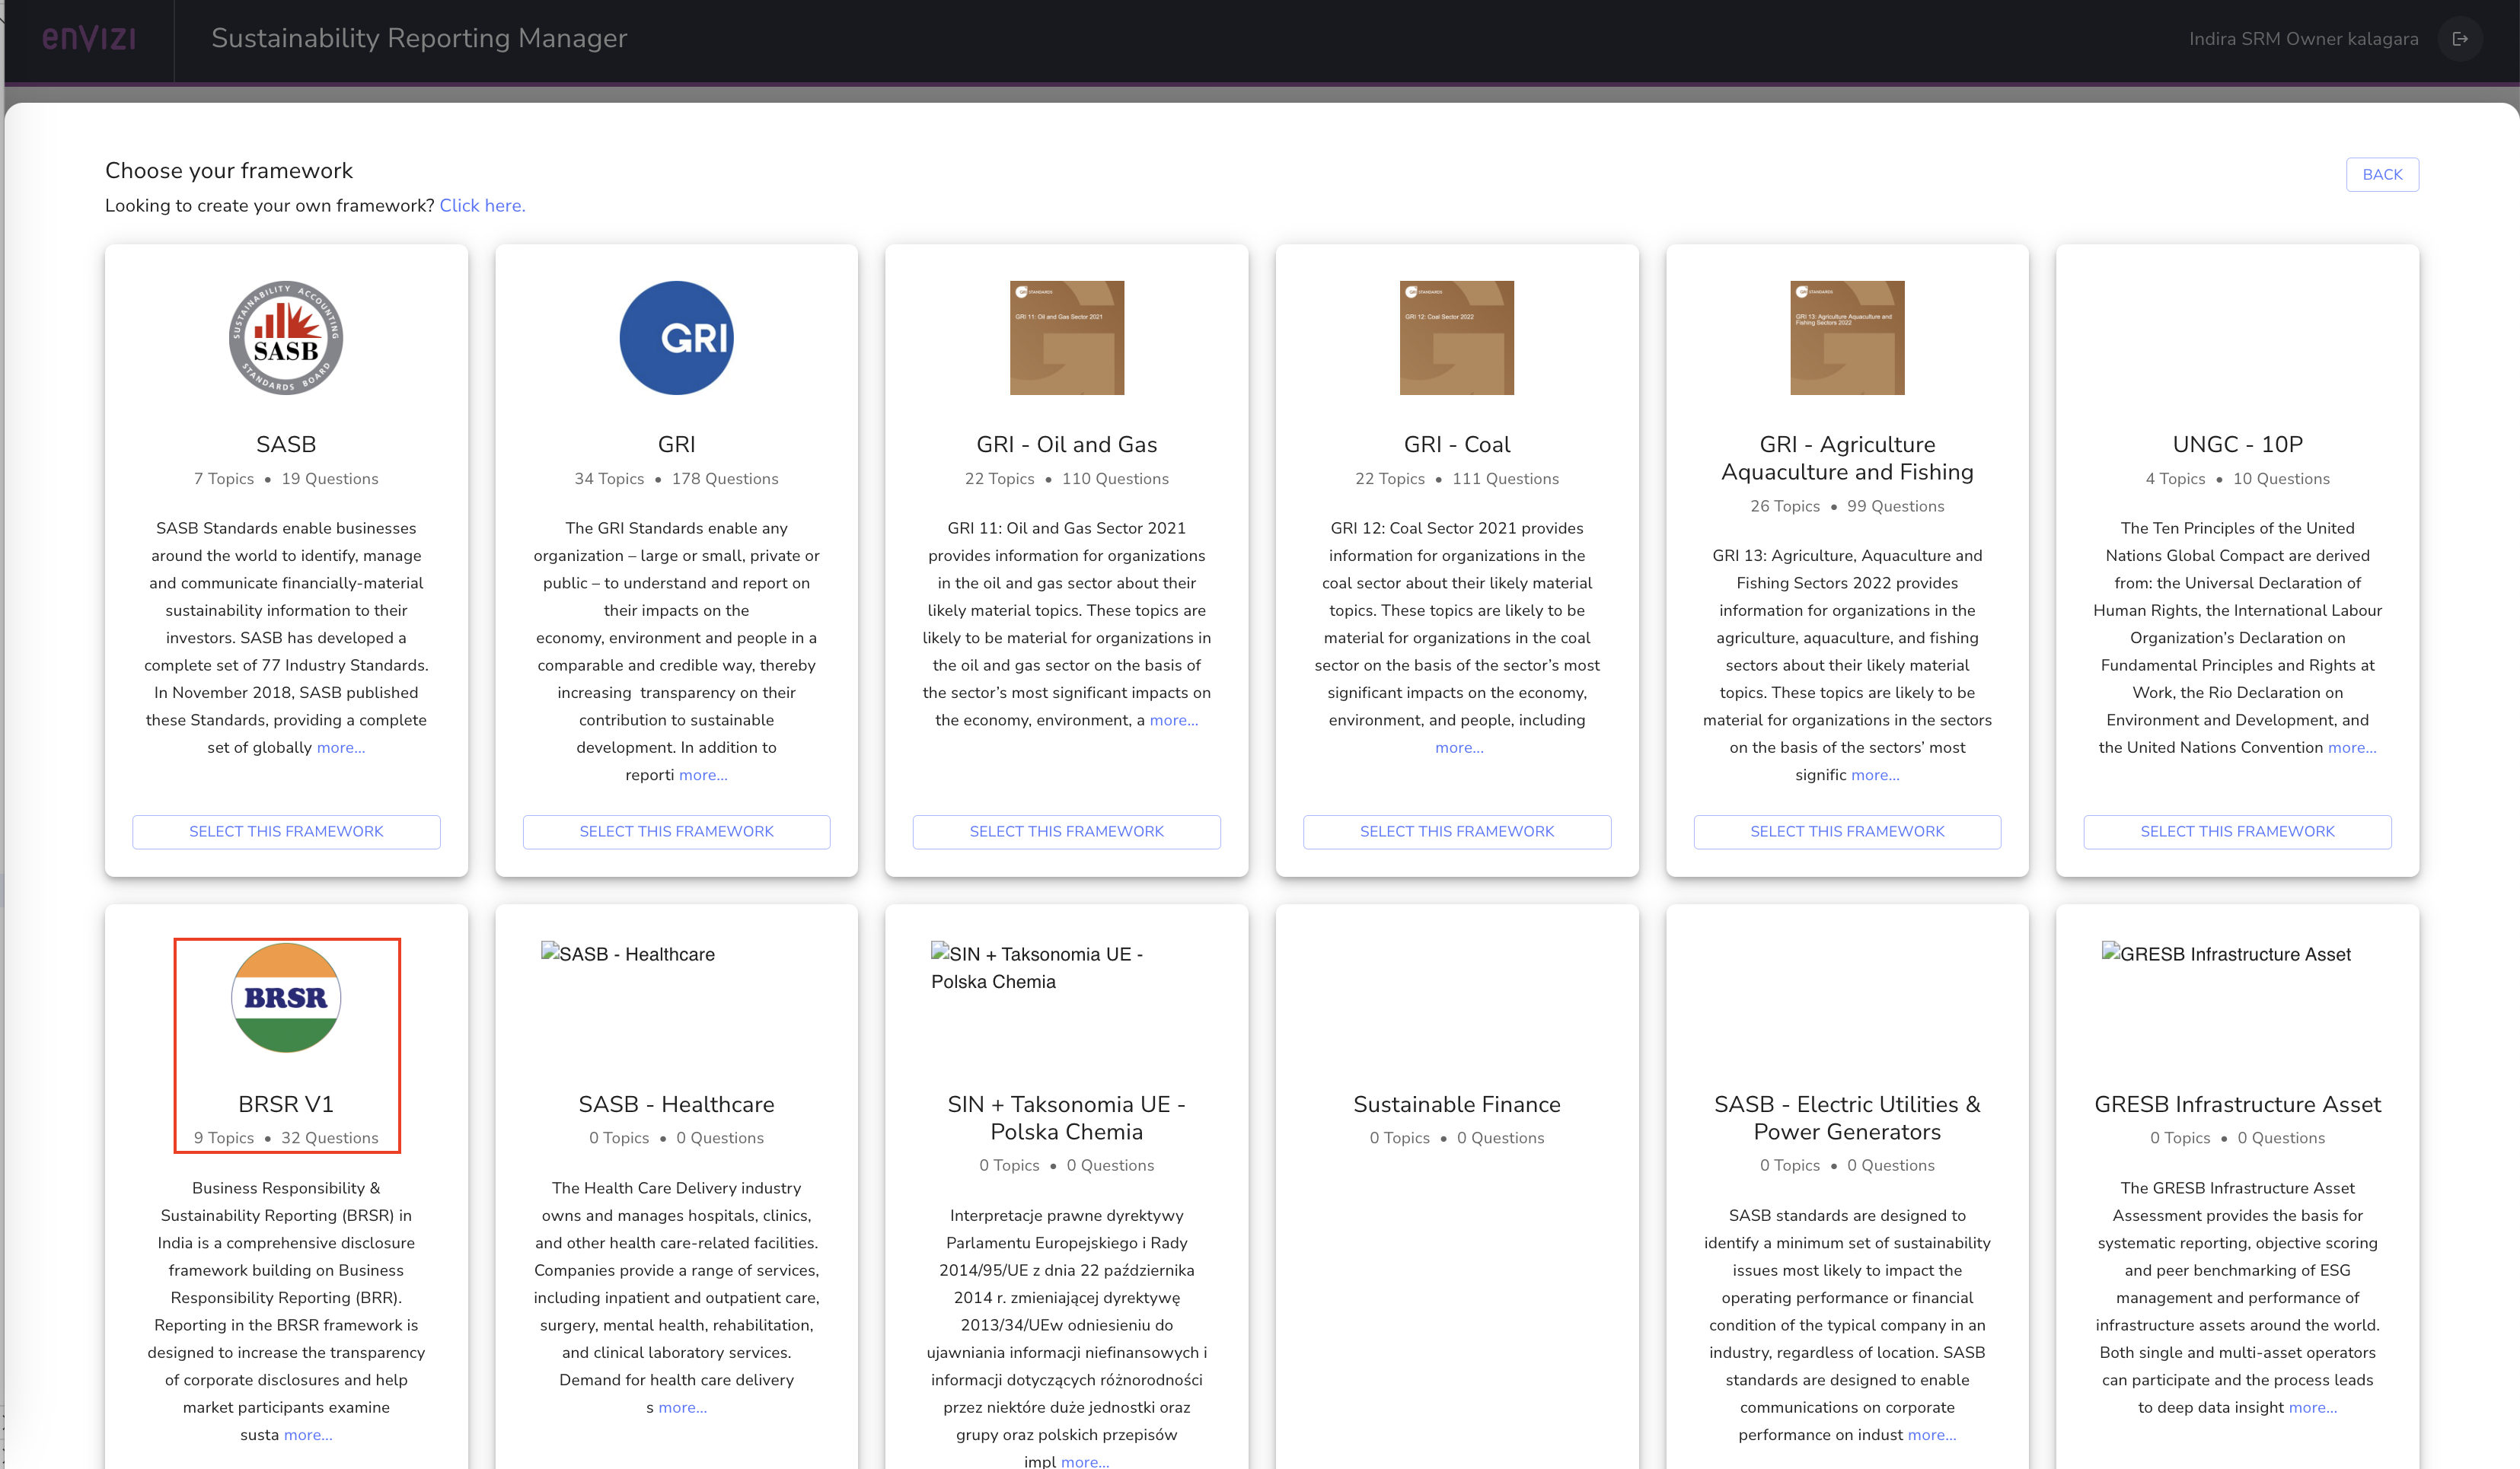 enVIZI
Sustainability Reporting Manager
Indira SRM Owner kalagara
Choose your framework
BACK
Looking to create your own framework? Click here.
SUSTAINABILITY ACCOUNTING
SASB
STANDARDS BOARD
SASB
7 Topics • 19 Questions
SASB Standards enable businesses
around the world to identify, manage
and communicate financially-material
sustainability information to their
investors. SASB has developed a
complete set of 77 Industry Standards.
In November 2018, SASB published
these Standards, providing a complete
set of globally more...
SELECT THIS FRAMEWORK
GRI
GRI
34 Topics • 178 Questions
The GRI Standards enable any
organization – large or small, private or
public – to understand and report on
their impacts on the
economy, environment and people in a
comparable and credible way, thereby
increasing transparency on their
contribution to sustainable
development. In addition to
reporti more...
SELECT THIS FRAMEWORK
GRI STANDARDS
GRI 11: Oil and Gas Sector 2021
GRI - Oil and Gas
22 Topics • 110 Questions
GRI 11: Oil and Gas Sector 2021
provides information for organizations
in the oil and gas sector about their
likely material topics. These topics are
likely to be material for organizations in
the oil and gas sector on the basis of
the sector’s most significant impacts on
the economy, environment, a more...
SELECT THIS FRAMEWORK
GRI STANDARDS
GRI 12: Coal Sector 2022
GRI - Coal
22 Topics • 111 Questions
GRI 12: Coal Sector 2021 provides
information for organizations in the
coal sector about their likely material
topics. These topics are likely to be
material for organizations in the coal
sector on the basis of the sector’s most
significant impacts on the economy,
environment, and people, including
more...
SELECT THIS FRAMEWORK
GRI STANDARDS
GRI 13: Agriculture Aquaculture and
Fishing Sectors 2022
GRI - Agriculture
Aquaculture and Fishing
26 Topics • 99 Questions
GRI 13: Agriculture, Aquaculture and
Fishing Sectors 2022 provides
information for organizations in the
agriculture, aquaculture, and fishing
sectors about their likely material
topics. These topics are likely to be
material for organizations in the sectors
on the basis of the sectors’ most
signific more...
SELECT THIS FRAMEWORK
UNGC - 10P
4 Topics • 10 Questions
The Ten Principles of the United
Nations Global Compact are derived
from: the Universal Declaration of
Human Rights, the International Labour
Organization’s Declaration on
Fundamental Principles and Rights at
Work, the Rio Declaration on
Environment and Development, and
the United Nations Convention more...
SELECT THIS FRAMEWORK
BRSR
BRSR V1
9 Topics • 32 Questions
Business Responsibility &
Sustainability Reporting (BRSR) in
India is a comprehensive disclosure
framework building on Business
Responsibility Reporting (BRR).
Reporting in the BRSR framework is
designed to increase the transparency
of corporate disclosures and help
market participants examine
susta more...
SASB - Healthcare
SASB - Healthcare
0 Topics • 0 Questions
The Health Care Delivery industry
owns and manages hospitals, clinics,
and other health care-related facilities.
Companies provide a range of services,
including inpatient and outpatient care,
surgery, mental health, rehabilitation,
and clinical laboratory services.
Demand for health care delivery
s more...
SIN + Taksonomia UE -
Polska Chemia
SIN + Taksonomia UE -
Polska Chemia
0 Topics • 0 Questions
Interpretacje prawne dyrektywy
Parlamentu Europejskiego i Rady
2014/95/UE z dnia 22 października
2014 r. zmieniającej dyrektywę
2013/34/UEw odniesieniu do
ujawniania informacji niefinansowych i
informacji dotyczących różnorodności
przez niektóre duże jednostki oraz
grupy oraz polskich przepisów
impl more...
Sustainable Finance
0 Topics • 0 Questions
SASB - Electric Utilities &
Power Generators
0 Topics • 0 Questions
SASB standards are designed to
identify a minimum set of sustainability
issues most likely to impact the
operating performance or financial
condition of the typical company in an
industry, regardless of location. SASB
standards are designed to enable
communications on corporate
performance on indust more...
GRESB Infrastructure Asset
GRESB Infrastructure Asset
0 Topics • 0 Questions
The GRESB Infrastructure Asset
Assessment provides the basis for
systematic reporting, objective scoring
and peer benchmarking of ESG
management and performance of
infrastructure assets around the world.
Both single and multi-asset operators
can participate and the process leads
to deep data insight more...